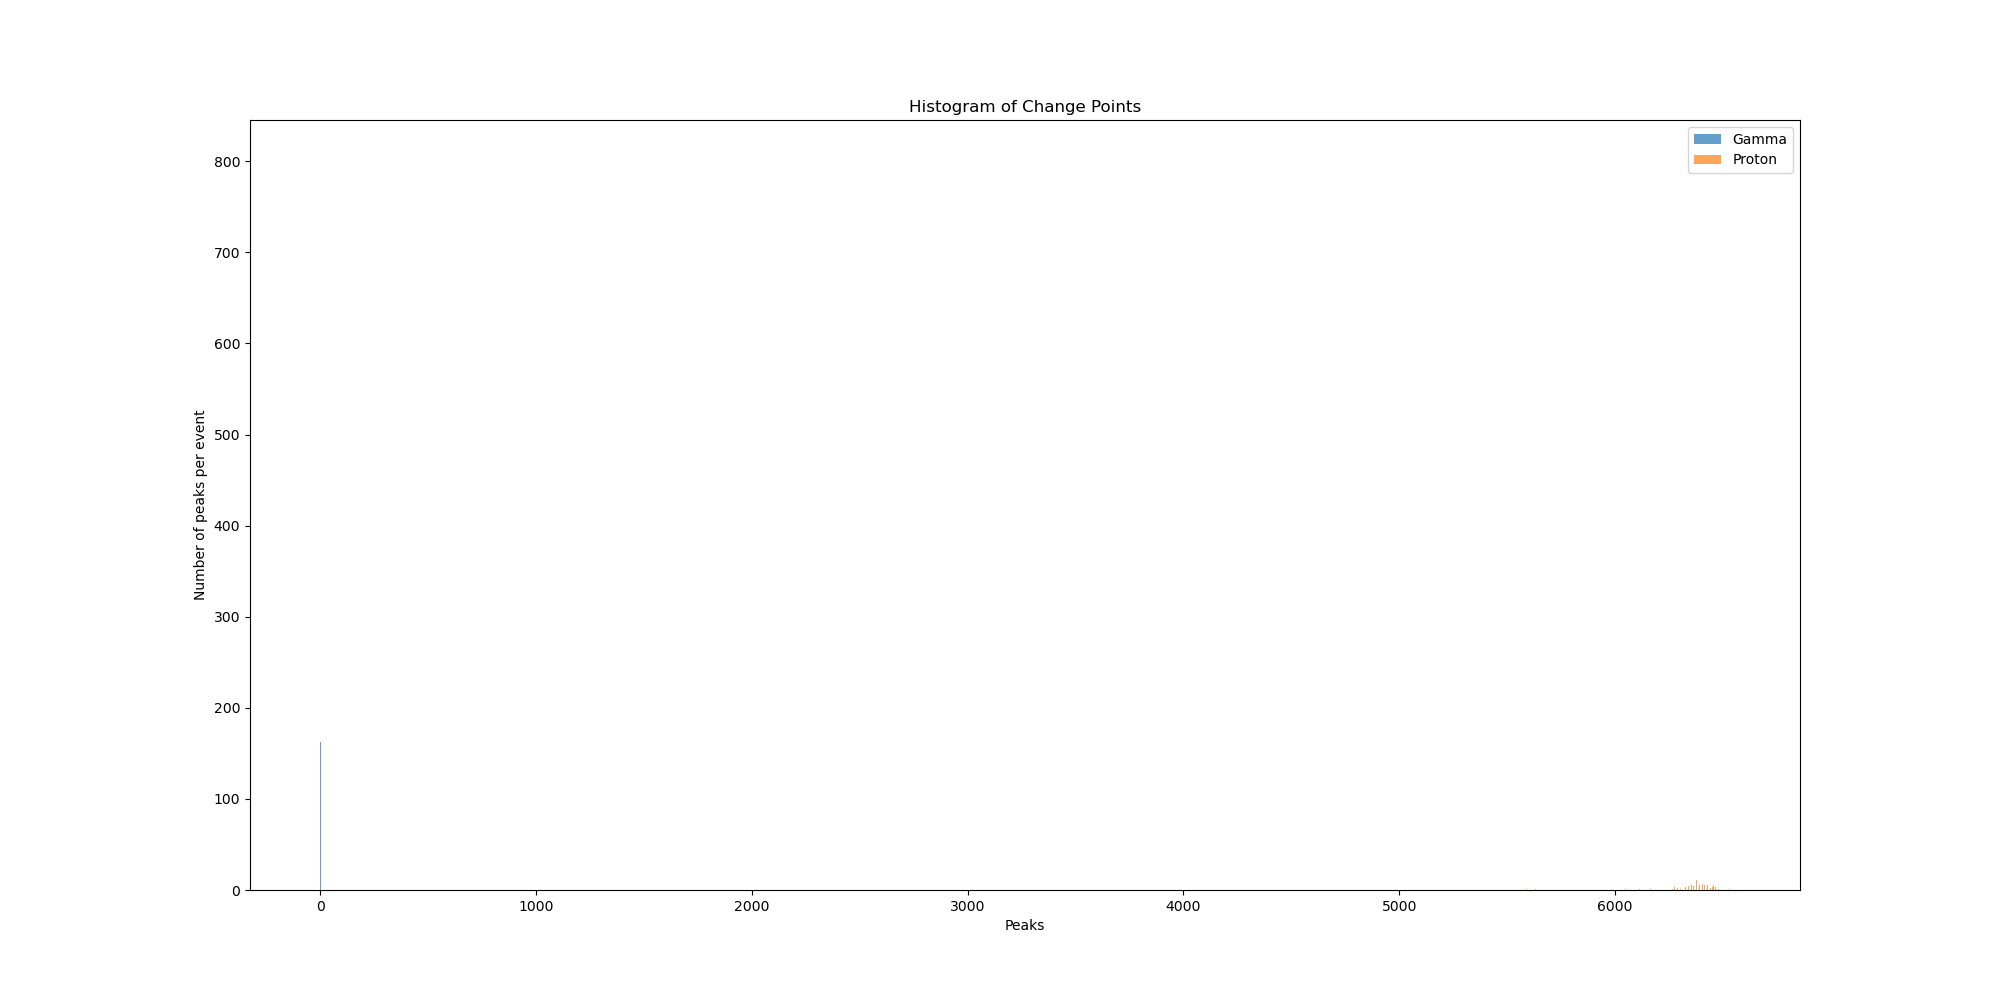 Histogram of Change Points
Gamma
Proton
800
700
600
500
400
300
200
100
0
Number of peaks per event
0 1000 2000 3000 4000 5000 6000
Peaks